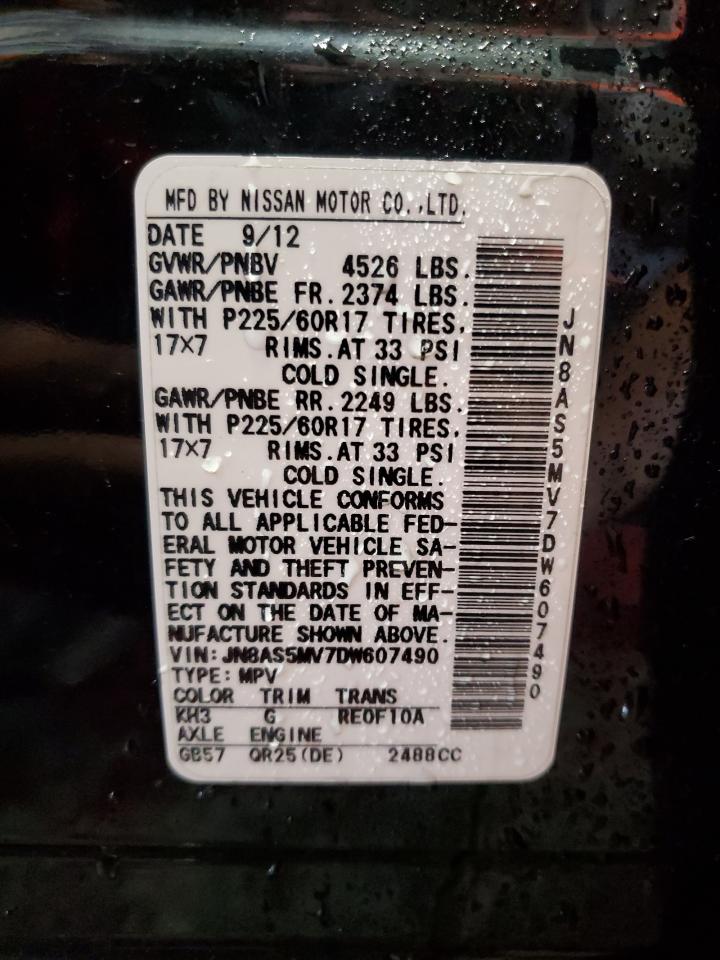 MFD BY NISSAN MOTOR CO.,LTD.
DATE 9/12
GVWR/PNBV 4526 LBS.
GAWR/PNBE FR. 2374 LBS.
WITH P225/60R17 TIRES.
17X7 RIMS.AT 33 PSI
COLD SINGLE.
GAWR/PNBE RR. 2249 LBS.
WITH P225/60R17 TIRES.
17X7 RIMS.AT 33 PSI
COLD SINGLE.
THIS VEHICLE CONFORMS
TO ALL APPLICABLE FED-
ERAL MOTOR VEHICLE SA-
FETY AND THEFT PREVEN-
TION STANDARDS IN EFF-
ECT ON THE DATE OF MA-
NUFACTURE SHOWN ABOVE.
VIN:JN8AS5MV7DW607490
TYPE:MPV
COLOR TRIM TRANS
KH3 G RE0F10A
AXLE ENGINE
GB57 QR25(DE) 2488CC
JN8AS5MV7DW607490